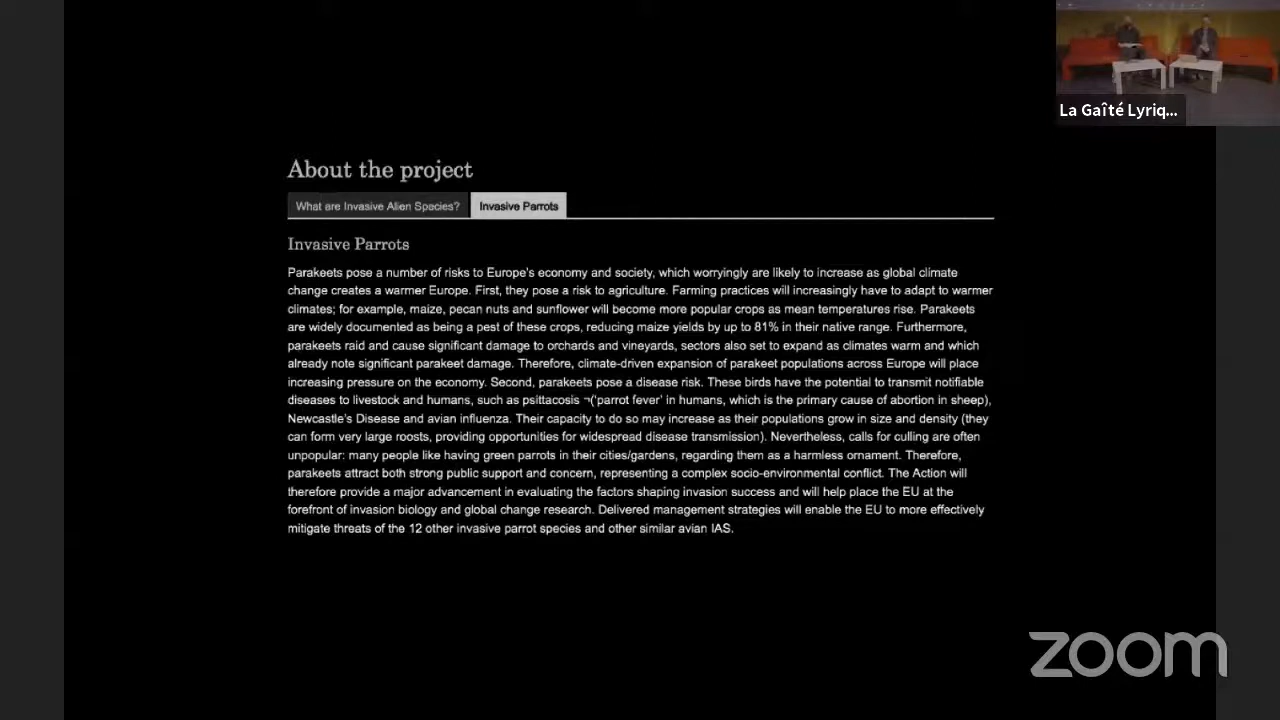 La Gaîté Lyriq...
About the project
What are Invasive Alien Species?
Invasive Parrots
Invasive Parrots
Parakeets pose a number of risks to Europe's economy and society, which worryingly are likely to increase as global climate
change creates a warmer Europe. First, they pose a risk to agriculture. Farming practices will increasingly have to adapt to warmer
climates; for example, maize, pecan nuts and sunflower will become more popular crops as mean temperatures rise. Parakeets
are widely documented as being a pest of these crops, reducing maize yields by up to 81% in their native range. Furthermore,
parakeets raid and cause significant damage to orchards and vineyards, sectors also set to expand as climates warm and which
already note significant parakeet damage. Therefore, climate-driven expansion of parakeet populations across Europe will place
increasing pressure on the economy. Second, parakeets pose a disease risk. These birds have the potential to transmit notifiable
diseases to livestock and humans, such as psittacosis ¬('parrot fever' in humans, which is the primary cause of abortion in sheep),
Newcastle's Disease and avian influenza. Their capacity to do so may increase as their populations grow in size and density (they
can form very large roosts, providing opportunities for widespread disease transmission). Nevertheless, calls for culling are often
unpopular: many people like having green parrots in their cities/gardens, regarding them as a harmless ornament. Therefore,
parakeets attract both strong public support and concern, representing a complex socio-environmental conflict. The Action will
therefore provide a major advancement in evaluating the factors shaping invasion success and will help place the EU at the
forefront of invasion biology and global change research. Delivered management strategies will enable the EU to more effectively
mitigate threats of the 12 other invasive parrot species and other similar avian IAS.
zoom